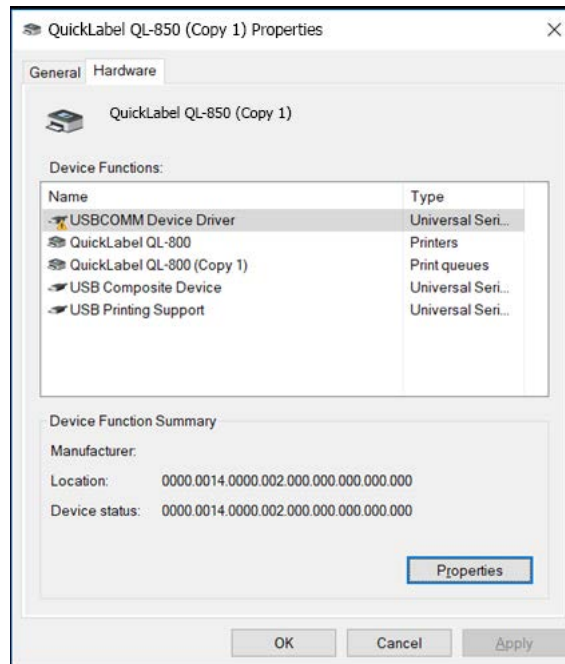 QuickLabel QL-850 (Copy 1) Properties
General Hardware
QuickLabel QL-850 (Copy 1)
Device Functions:
Name Type
USBCOMM Device Driver Universal Seri...
QuickLabel QL-800 Printers
QuickLabel QL-800 (Copy 1) Print queues
USB Composite Device Universal Seri...
USB Printing Support Universal Seri...
Device Function Summary
Manufacturer:
Location: 0000.0014.0000.002.000.000.000.000.000
Device status: 0000.0014.0000.002.000.000.000.000.000
Properties
OK Cancel Apply